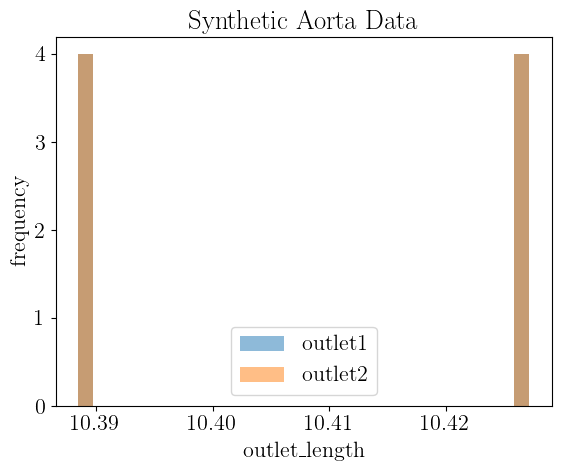 Synthetic Aorta Data
4
3
2
1
0
frequency
outlet1
outlet2
10.39 10.40 10.41 10.42
outlet_length